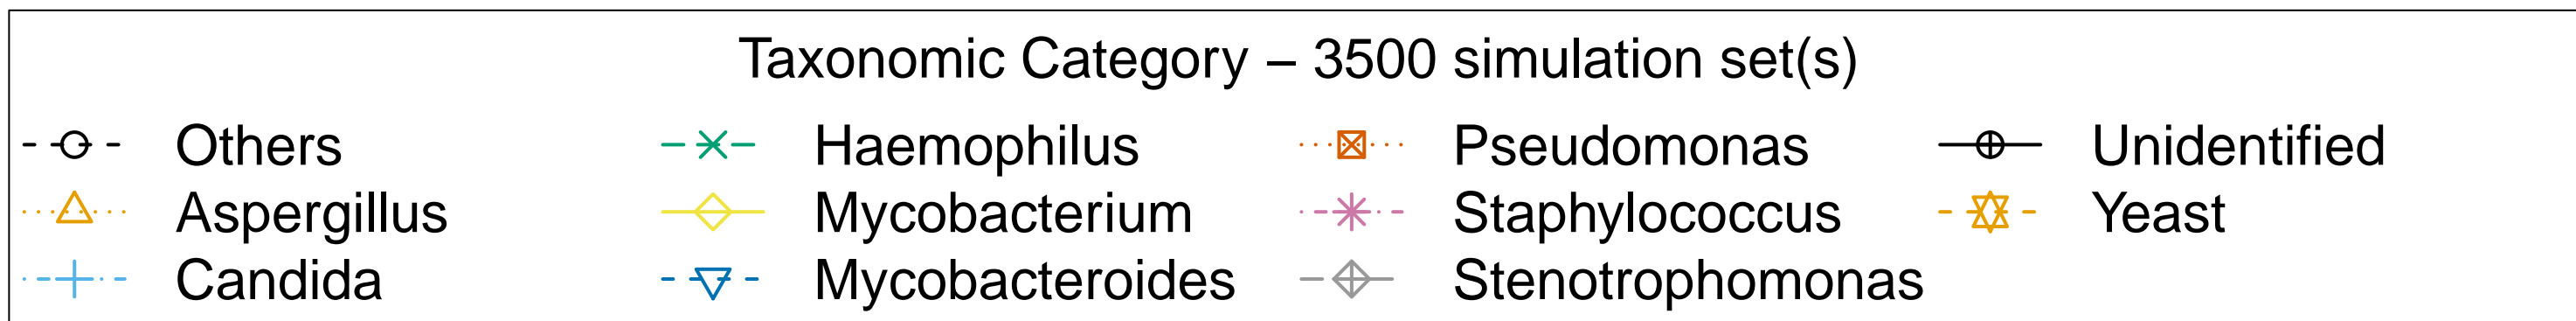 Taxonomic Category – 3500 simulation set(s)
Others
Aspergillus
Candida
Haemophilus
Mycobacterium
Mycobacteroides
Pseudomonas
Staphylococcus
Stenotrophomonas
Unidentified
Yeast